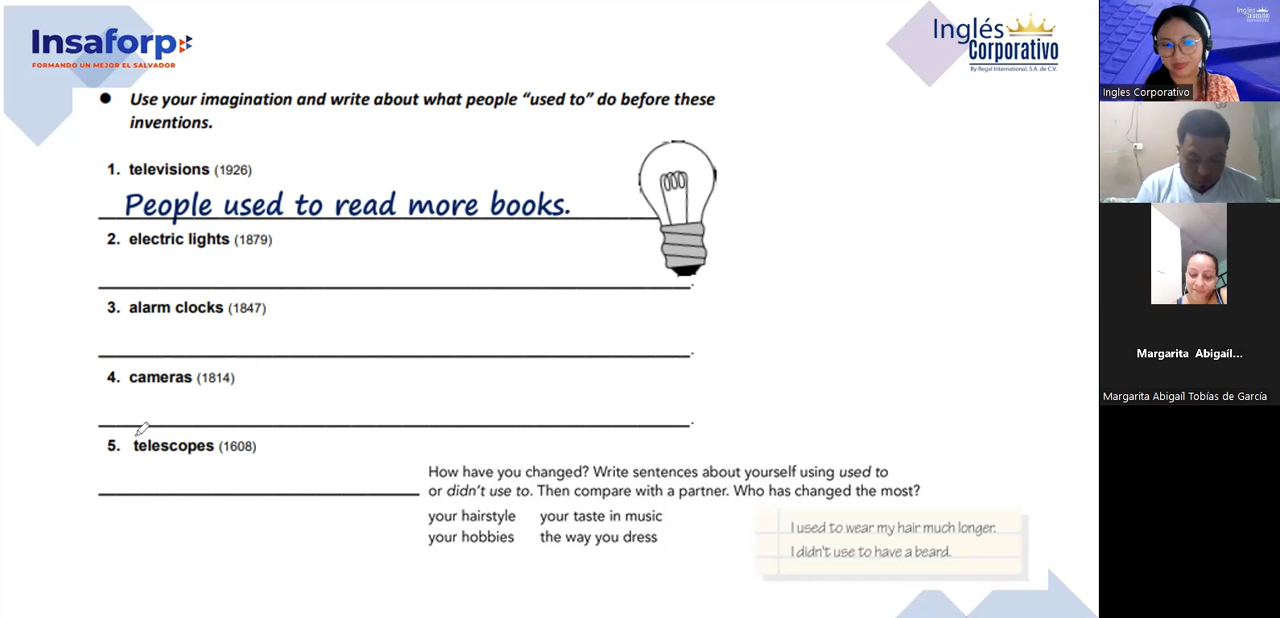 Insaforp
FORMANDO UN MEJOR EL SALVADOR
Inglés
Corporativo
By Regal International, S.A. de C.V.
● Use your imagination and write about what people “used to” do before these
inventions.
1. televisions (1926)
People used to read more books.
2. electric lights (1879)
.
3. alarm clocks (1847)
.
4. cameras (1814)
.
5. telescopes (1608)
How have you changed? Write sentences about yourself using used to
or didn't use to. Then compare with a partner. Who has changed the most?
your hairstyle your taste in music
your hobbies the way you dress
I used to wear my hair much longer.
I didn't use to have a beard.
Ingles Corporativo
Margarita Abigaíl...
Margarita Abigaíl Tobías de García